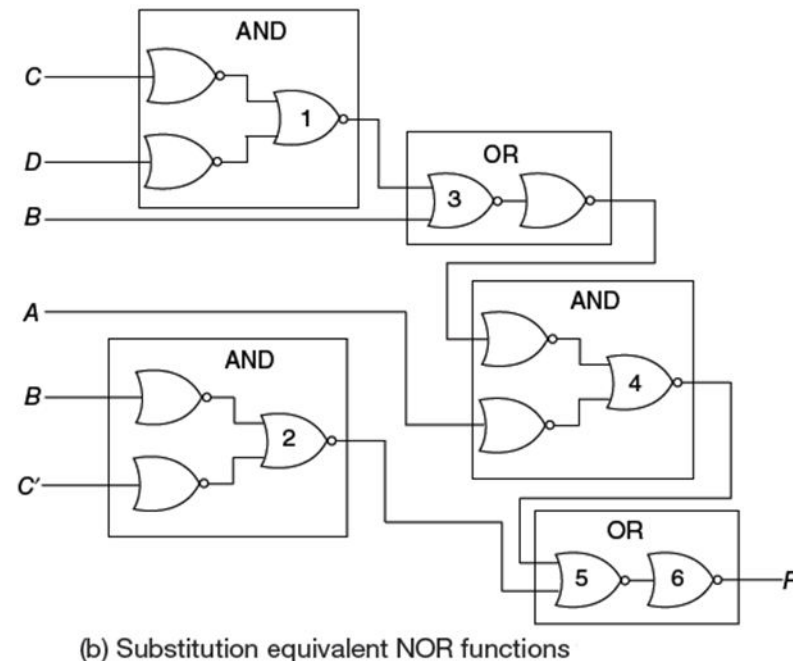 AND
C
1
D
OR
3
B
AND
A
AND
4
B
2
C′
OR
5
6
F
(b) Substitution equivalent NOR functions